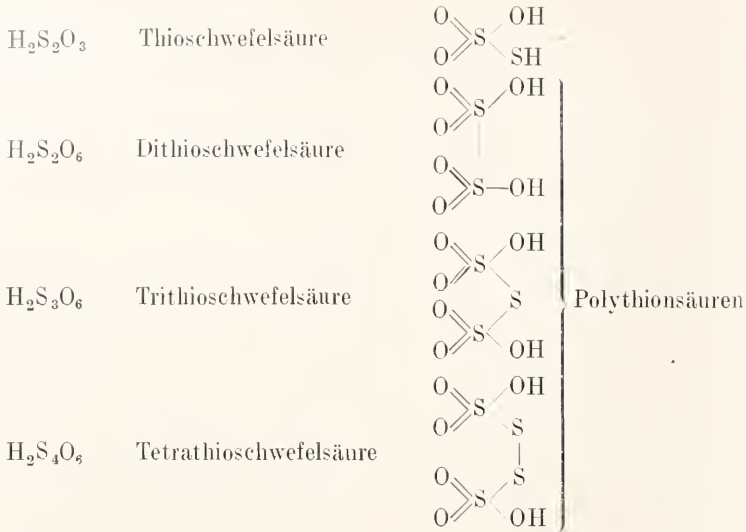 H₂S₂O₃ Thioschwefelsäure
O
O
S
OH
SH
H₂S₂O₆ Dithioschwefelsäure
O
O
S
OH
O
O
S—OH
H₂S₃O₆ Trithioschwefelsäure
O
O
S
OH
S
O
O
S
OH
Polythionsäuren
H₂S₄O₆ Tetrathioschwefelsäure
O
O
S
OH
S
S
O
O
S
OH